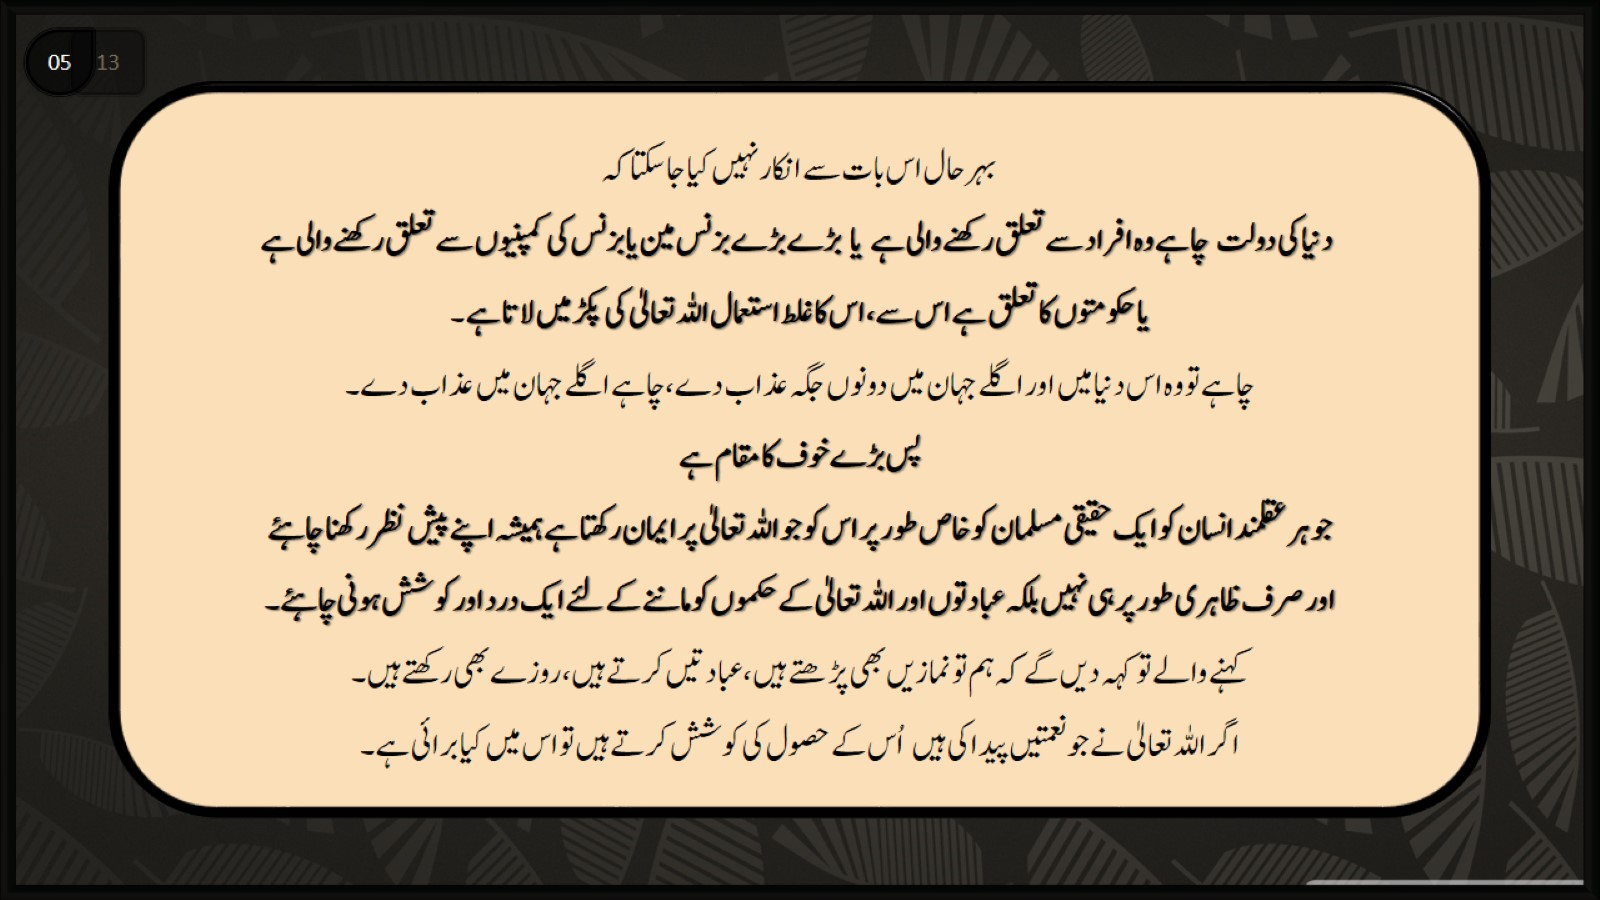 05 13
بہر حال اس بات سے انکار نہیں کیا جا سکتا کہ
دنیا کی دولت چاہے وہ افراد سے تعلق رکھنے والی ہے یا بڑے بڑے بزنس مین یا بزنس کی کمپنیوں سے تعلق رکھنے والی ہے
یا حکومتوں کا تعلق ہے اس سے، اس کا غلط استعمال اللہ تعالیٰ کی پکڑ میں لاتا ہے۔
چاہے تو وہ اس دنیا میں اور اگلے جہان میں دونوں جگہ عذاب دے، چاہے اگلے جہان میں عذاب دے۔
پس بڑے خوف کا مقام ہے
جو ہر عقلمند انسان کو ایک حقیقی مسلمان کو خاص طور پر اس کو جو اللہ تعالیٰ پر ایمان رکھتا ہے ہمیشہ اپنے پیش نظر رکھنا چاہئے
اور صرف ظاہری طور پر ہی نہیں بلکہ عبادتوں اور اللہ تعالیٰ کے حکموں کو ماننے کے لئے ایک درد اور کوشش ہونی چاہئے۔
کہنے والے تو کہہ دیں گے کہ ہم تو نمازیں بھی پڑھتے ہیں، عبادتیں کرتے ہیں، روزے بھی رکھتے ہیں۔
اگر اللہ تعالیٰ نے جو نعمتیں پیدا کی ہیں اُس کے حصول کی کوشش کرتے ہیں تو اس میں کیا برائی ہے۔